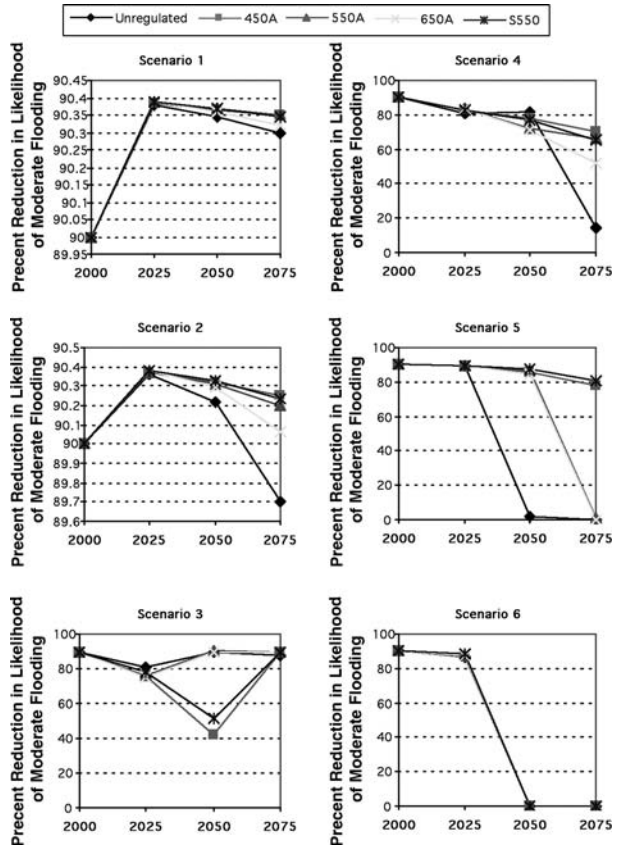 Unregulated 450A 550A 650A S550
Scenario 1
Precent Reduction in Likelihood
of Moderate Flooding
90.45
90.4
90.35
90.3
90.25
90.2
90.15
90.1
90.05
90
89.95
2000 2025 2050 2075
Scenario 4
Precent Reduction in Likelihood
of Moderate Flooding
100
80
60
40
20
0
2000 2025 2050 2075
Scenario 2
Precent Reduction in Likelihood
of Moderate Flooding
90.5
90.4
90.3
90.2
90.1
90
89.9
89.8
89.7
89.6
2000 2025 2050 2075
Scenario 5
Precent Reduction in Likelihood
of Moderate Flooding
100
80
60
40
20
0
2000 2025 2050 2075
Scenario 3
Precent Reduction in Likelihood
of Moderate Flooding
100
80
60
40
20
0
2000 2025 2050 2075
Scenario 6
Precent Reduction in Likelihood
of Moderate Flooding
100
80
60
40
20
0
2000 2025 2050 2075